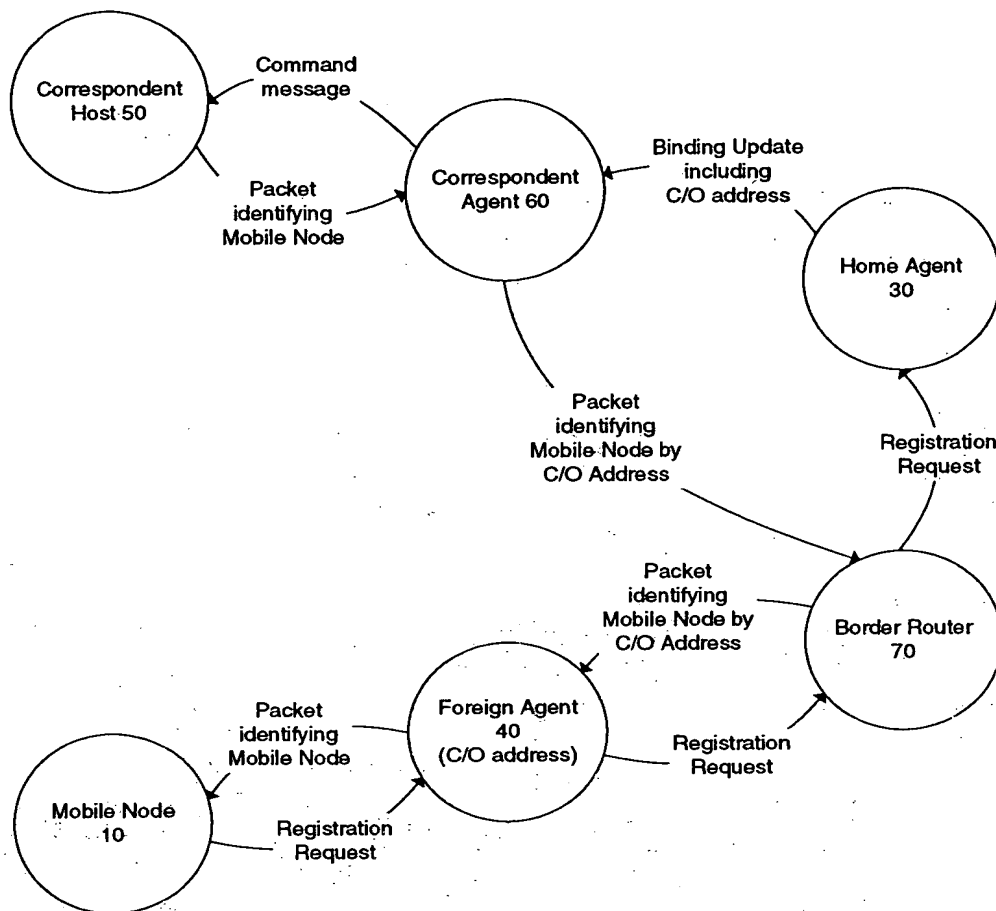 Command
message
Correspondent
Host 50
Packet
identifying
Mobile Node
Correspondent
Agent 60
Binding Update
including
C/O address
Home Agent
30
Packet
identifying
Mobile Node by
C/O Address
Registration
Request
Packet
identifying
Mobile Node by
C/O Address
Border Router
70
Foreign Agent
40
(C/O address)
Registration
Request
Packet
identifying
Mobile Node
Mobile Node
10
Registration
Request